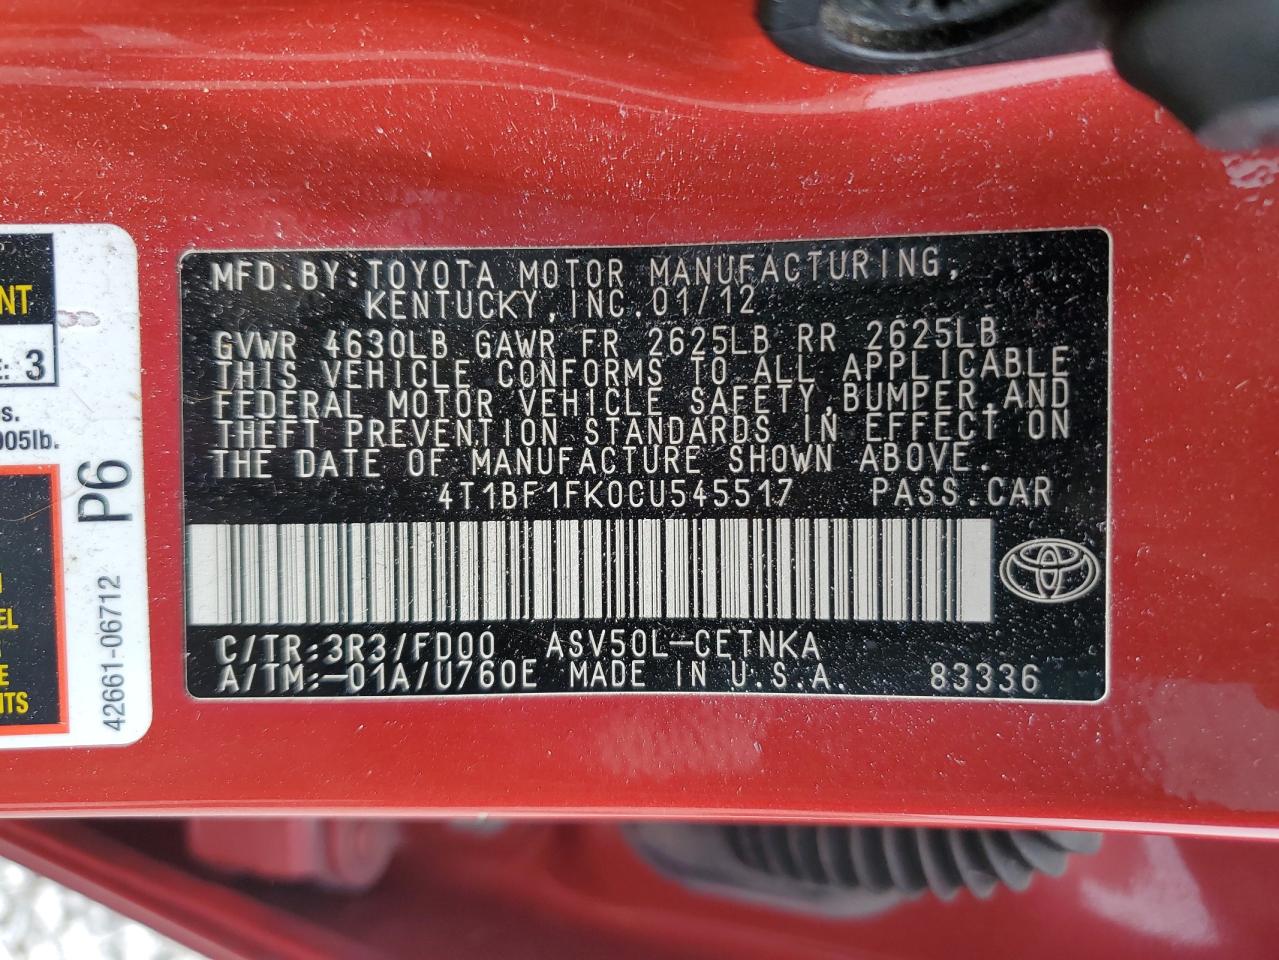 NT
: 3
s.
905lb.
P6
EL
E
ITS
42661-06712
MFD. BY: TOYOTA MOTOR MANUFACTURING,
KENTUCKY, INC. 01/12
GVWR 4630LB GAWR FR 2625LB RR 2625LB
THIS VEHICLE CONFORMS TO ALL APPLICABLE
FEDERAL MOTOR VEHICLE SAFETY, BUMPER, AND
THEFT PREVENTION STANDARDS IN EFFECT ON
THE DATE OF MANUFACTURE SHOWN ABOVE.
4T1BF1FK0CU545517 PASS. CAR
C/TR: 3R3/FD00 ASV50L-CETNKA
A/TM: -01A/U760E MADE IN U.S.A. 83336